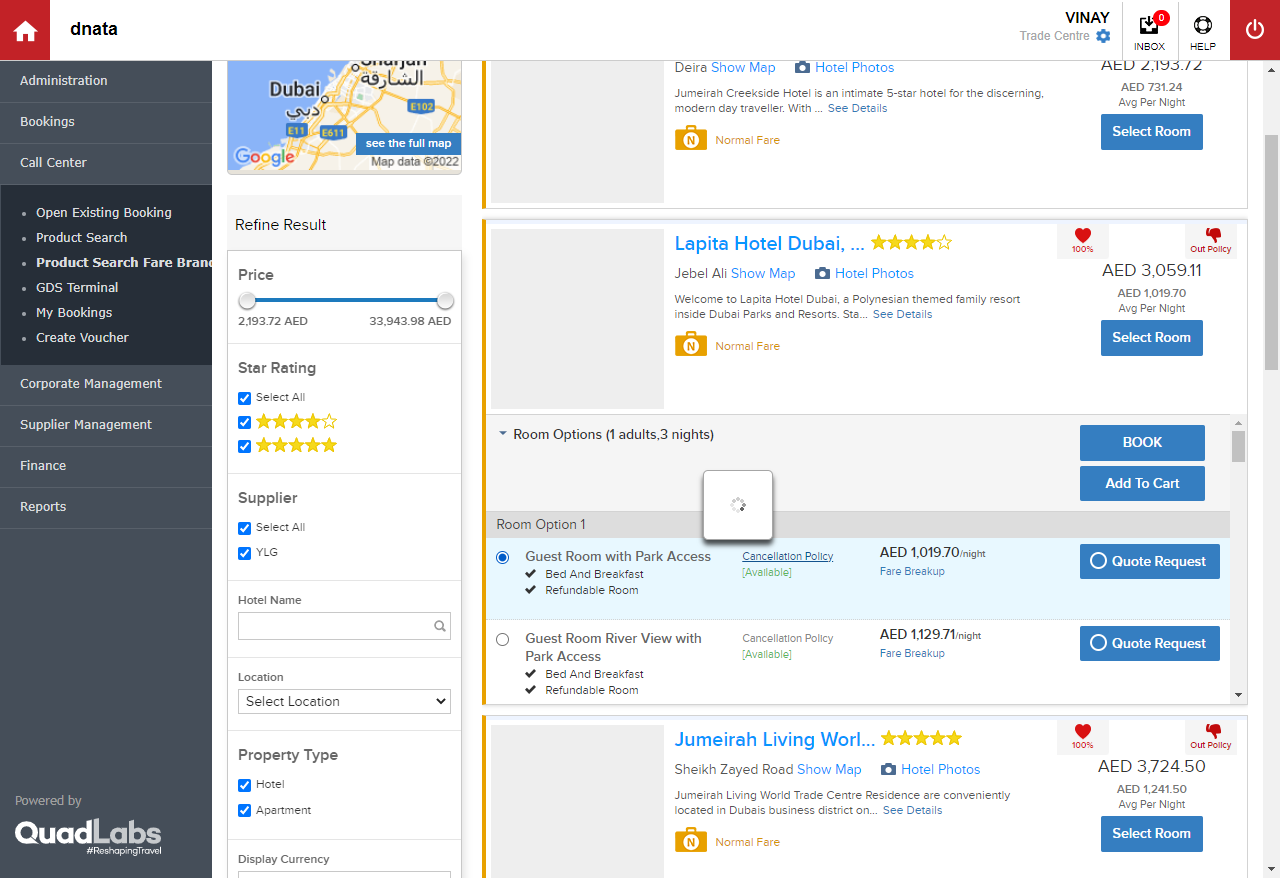 dnata
VINAY
Trade Centre
0
INBOX
HELP
Administration
Bookings
Call Center
Open Existing Booking
Product Search
Product Search Fare Bran
GDS Terminal
My Bookings
Create Voucher
Corporate Management
Supplier Management
Finance
Reports
Powered by
QuadLabs
#ReshapingTravel
الشارقة
Dubai
دبي
E102
E11
E611
see the full map
Google
Map data ©2022
Refine Result
Price
2,193.72 AED
33,943.98 AED
Star Rating
Select All
Supplier
Select All
YLG
Hotel Name
Location
Select Location
Property Type
Hotel
Apartment
Display Currency
Deira Show Map
Hotel Photos
Jumeirah Creekside Hotel is an intimate 5-star hotel for the discerning,
modern day traveller. With ... See Details
N
Normal Fare
AED 2,193.72
AED 731.24
Avg Per Night
Select Room
Lapita Hotel Dubai, ...
100%
Out Policy
Jebel Ali Show Map
Hotel Photos
Welcome to Lapita Hotel Dubai, a Polynesian themed family resort
inside Dubai Parks and Resorts. Sta... See Details
N
Normal Fare
AED 3,059.11
AED 1,019.70
Avg Per Night
Select Room
Room Options (1 adults,3 nights)
BOOK
Add To Cart
Room Option 1
Guest Room with Park Access
Bed And Breakfast
Refundable Room
Cancellation Policy
[Available]
AED 1,019.70/night
Fare Breakup
Quote Request
Guest Room River View with
Park Access
Bed And Breakfast
Refundable Room
Cancellation Policy
[Available]
AED 1,129.71/night
Fare Breakup
Quote Request
Jumeirah Living Worl...
100%
Out Policy
Sheikh Zayed Road Show Map
Hotel Photos
Jumeirah Living World Trade Centre Residence are conveniently
located in Dubais business district on... See Details
N
Normal Fare
AED 3,724.50
AED 1,241.50
Avg Per Night
Select Room